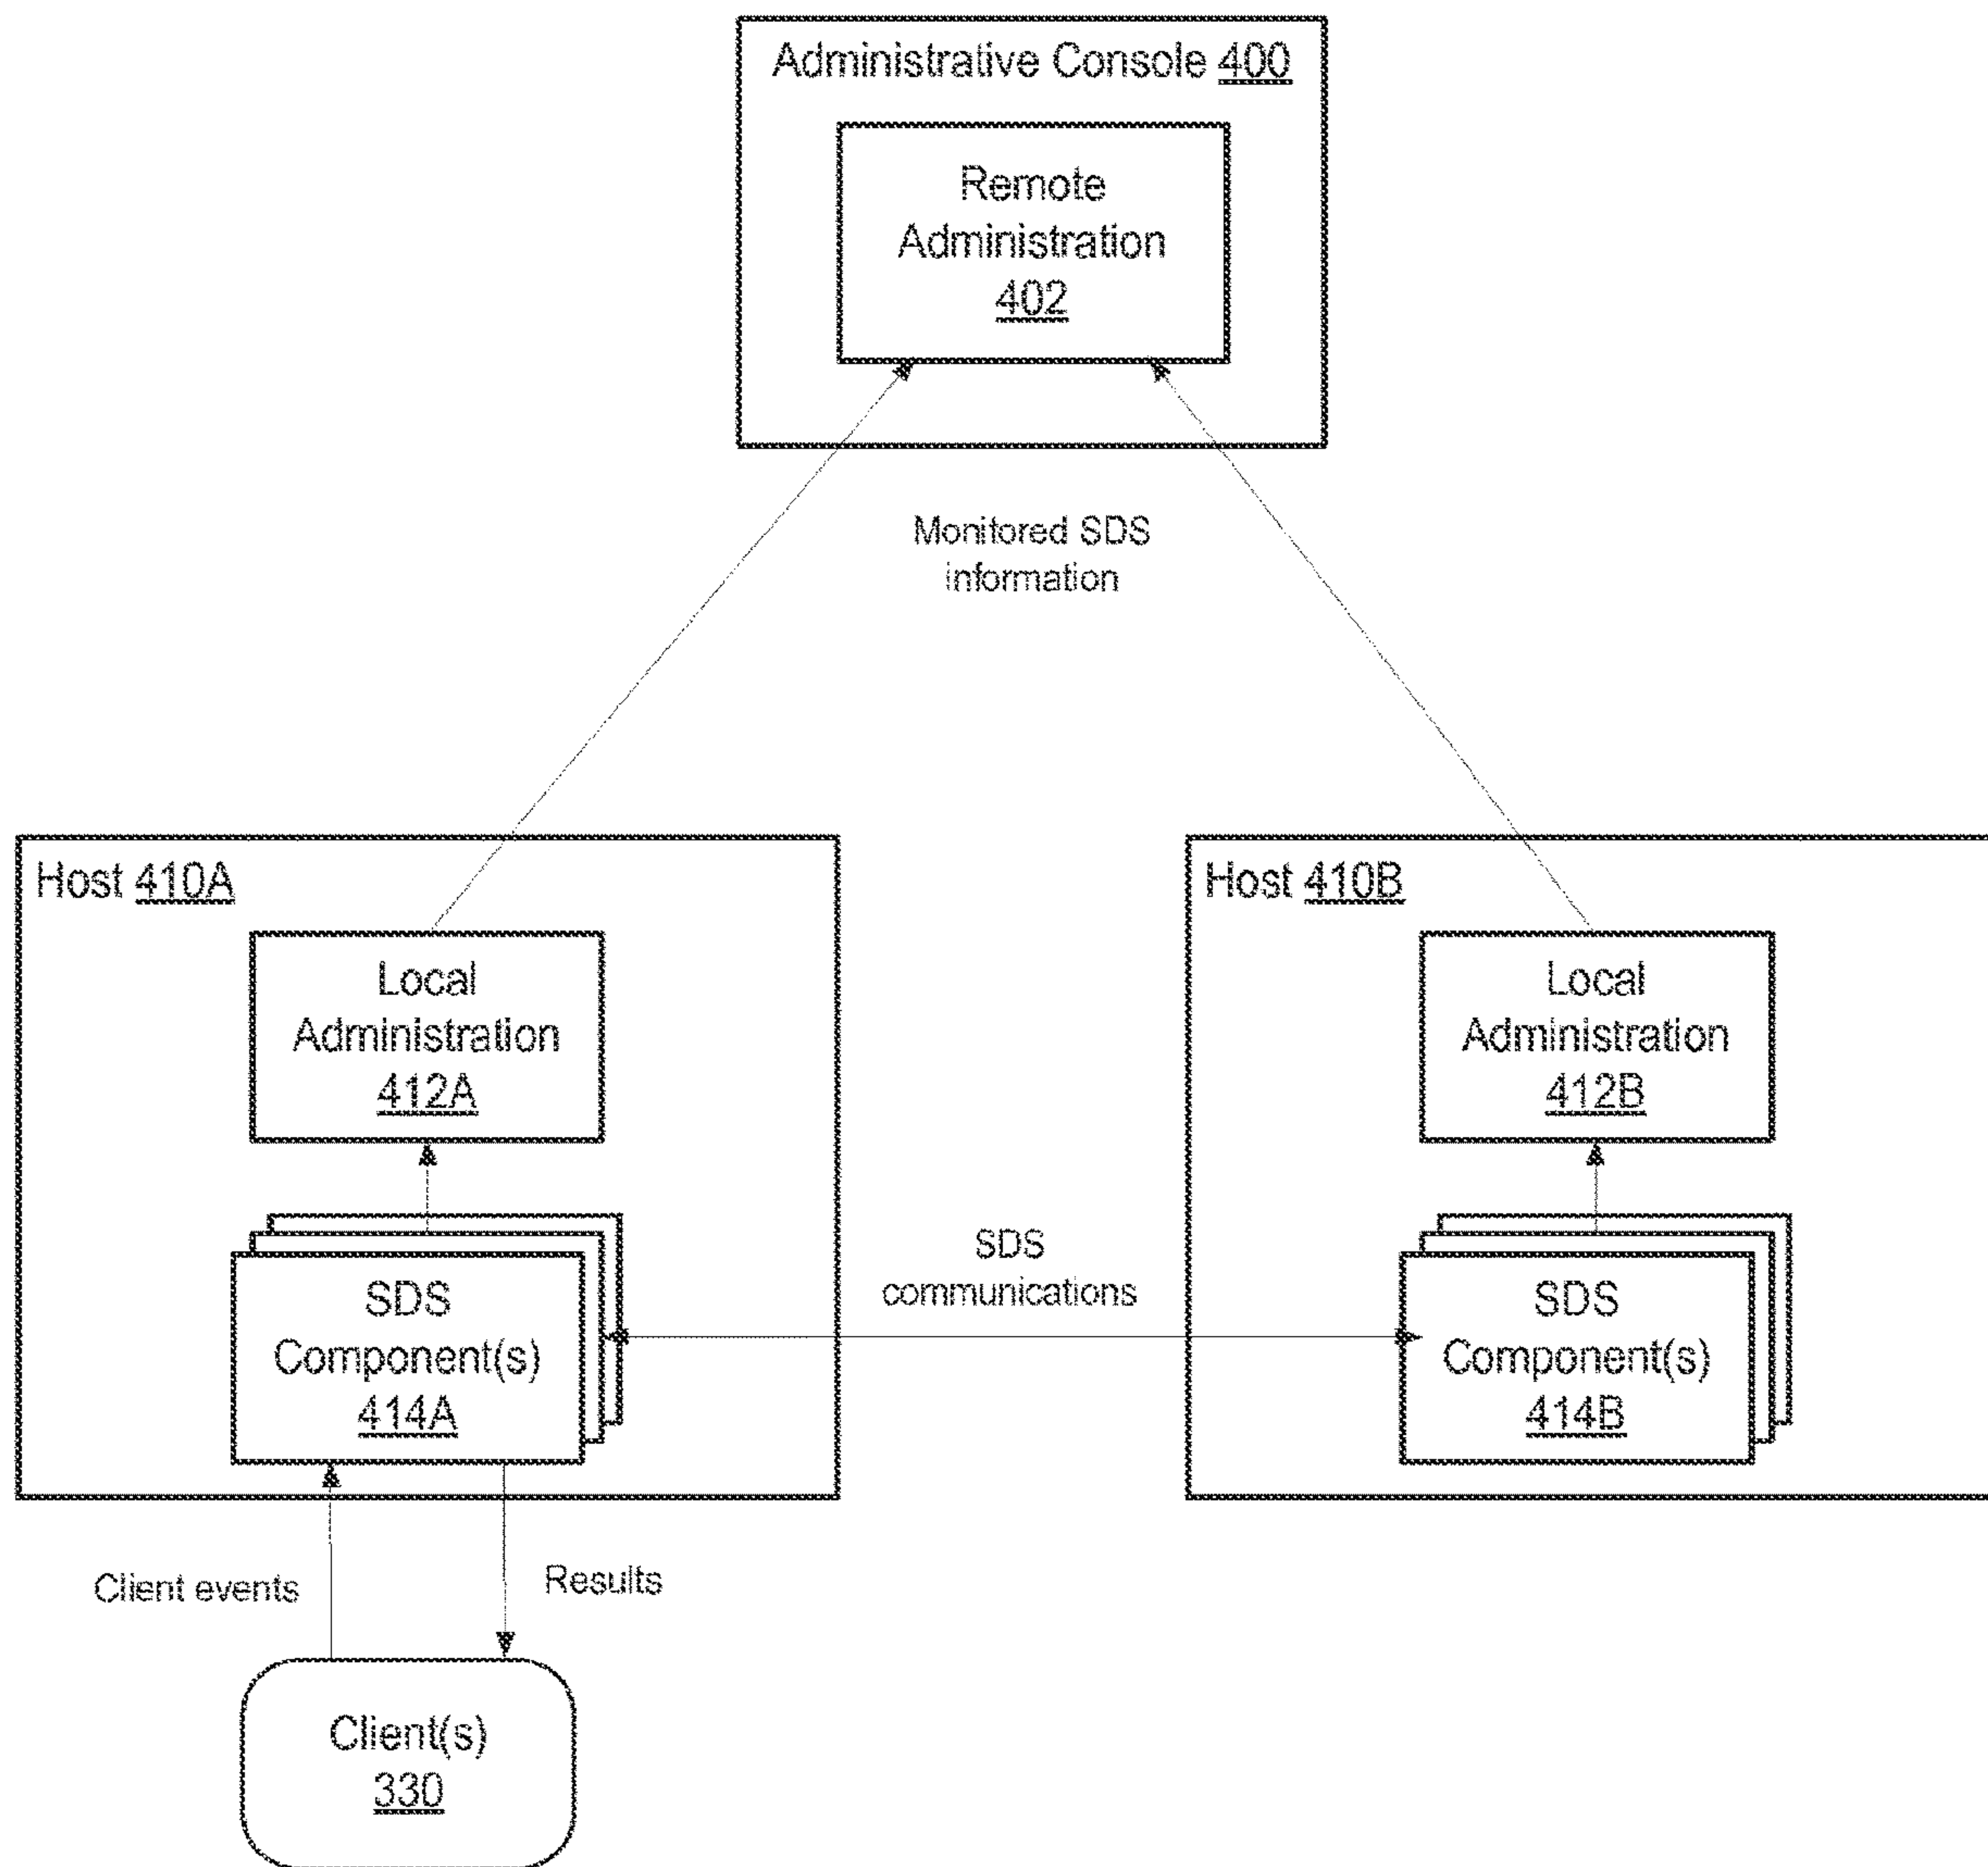 Administrative Console 400
Remote
Administration
402
Monitored SDS
information
Host 410A
Local
Administration
412A
SDS
Component(s)
414A
SDS
communications
Host 410B
Local
Administration
412B
SDS
Component(s)
414B
Client events
Results
Client(s)
330